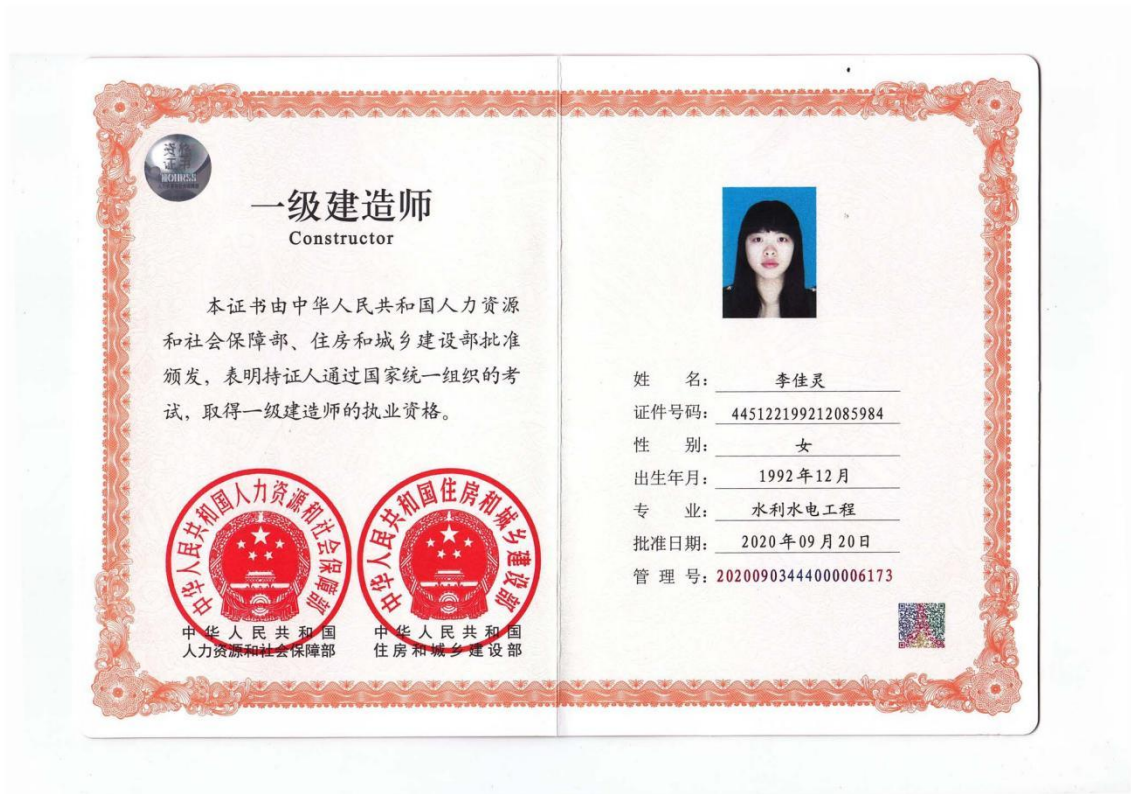 一级建造师
Constructor
本证书由中华人民共和国人力资源
和社会保障部、住房和城乡建设部批准
颁发，表明持证人通过国家统一组织的考
试，取得一级建造师的执业资格。
中华人民共和国人力资源和社会保障部
中华人民共和国住房和城乡建设部
中华人民共和国
人力资源和社会保障部
中华人民共和国
住房和城乡建设部
姓 名： 李佳灵
证件号码： 445122199212085984
性 别： 女
出生年月： 1992年12月
专 业： 水利水电工程
批准日期： 2020年09月20日
管 理 号：20200903444000006173